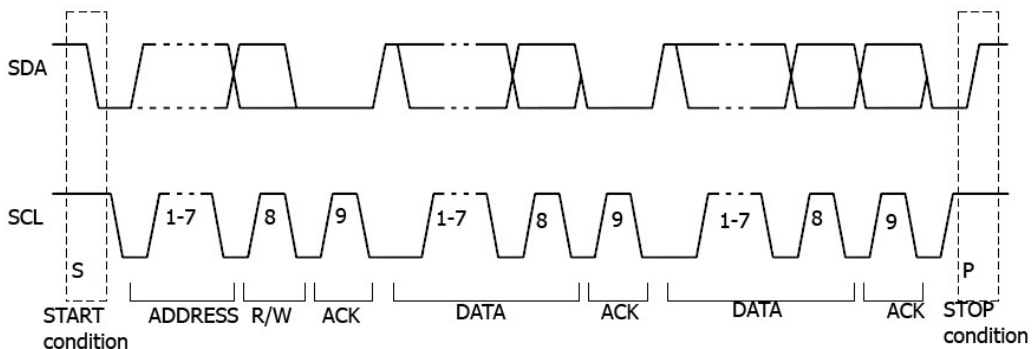 SDA
SCL
1-7
8
9
1-7
8
9
1-7
8
9
S
P
START
condition
ADDRESS
R/W
ACK
DATA
ACK
DATA
ACK
STOP
condition